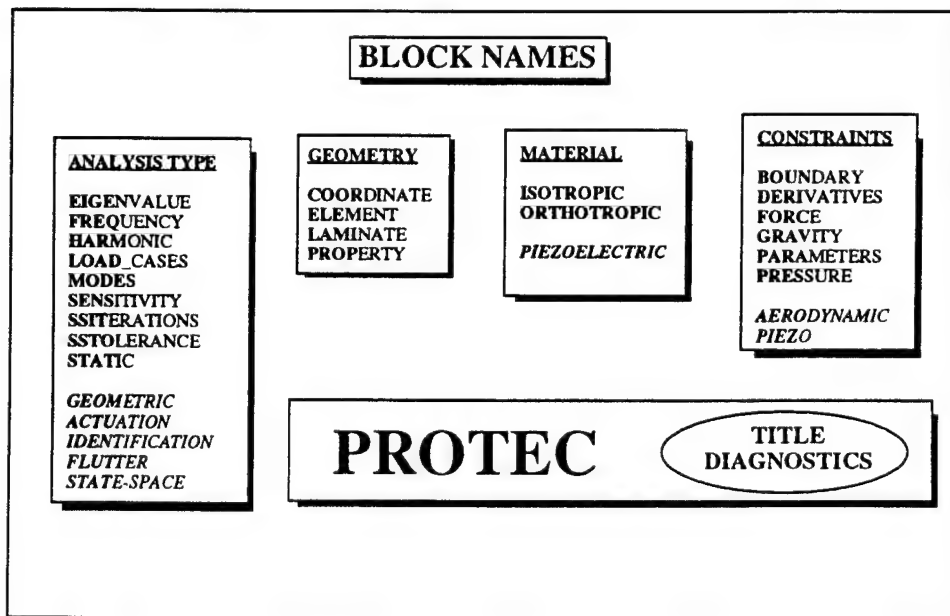 BLOCK NAMES
ANALYSIS TYPE
EIGENVALUE
FREQUENCY
HARMONIC
LOAD_CASES
MODES
SENSITIVITY
SSITERATIONS
SSTOLERANCE
STATIC
GEOMETRIC
ACTUATION
IDENTIFICATION
FLUTTER
STATE-SPACE
GEOMETRY
COORDINATE
ELEMENT
LAMINATE
PROPERTY
MATERIAL
ISOTROPIC
ORTHOTROPIC
PIEZOELECTRIC
CONSTRAINTS
BOUNDARY
DERIVATIVES
FORCE
GRAVITY
PARAMETERS
PRESSURE
AERODYNAMIC
PIEZO
PROTEC
TITLE
DIAGNOSTICS